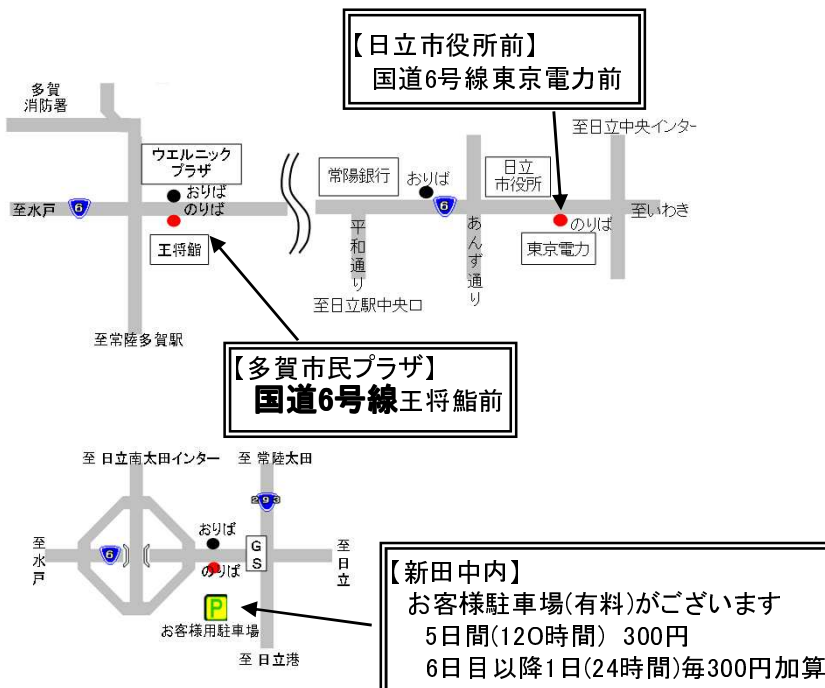 【日立市役所前】
国道6号線東京電力前
多賀
消防署
至日立中央インター
ウエルニック
プラザ
常陽銀行
おりば
日立
市役所
おりば
至水戸
6
のりば
6
至いわき
のりば
王将鮨
平和通り
あんず通り
東京電力
至日立駅中央口
至常陸多賀駅
【多賀市民プラザ】
国道6号線王将鮨前
至 日立南太田インター
至 常陸太田
293
おりば
至水戸
6
GS
至日立
のりば
P
お客様用駐車場
至 日立港
【新田中内】
お客様駐車場(有料)がございます
5日間(120時間) 300円
6日目以降1日(24時間)毎300円加算